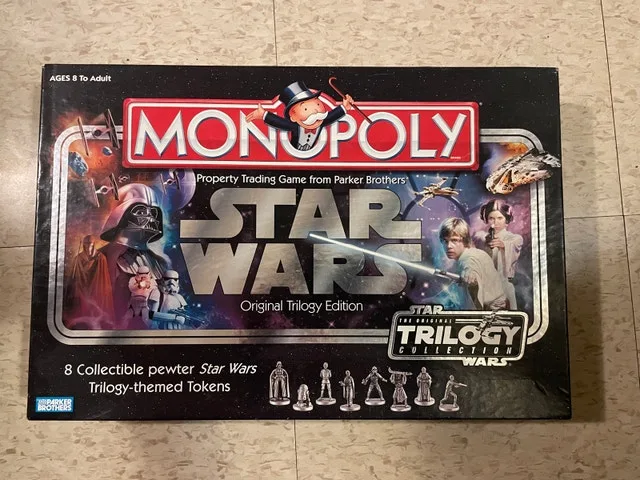 AGES 8 To Adult
MONOPOLY
Property Trading Game from Parker Brothers
STAR
WARS
Original Trilogy Edition
STAR
THE ORIGINAL
TRILOGY
COLLECTION
WARS
8 Collectible pewter Star Wars
Trilogy-themed Tokens
PARKER
BROTHERS